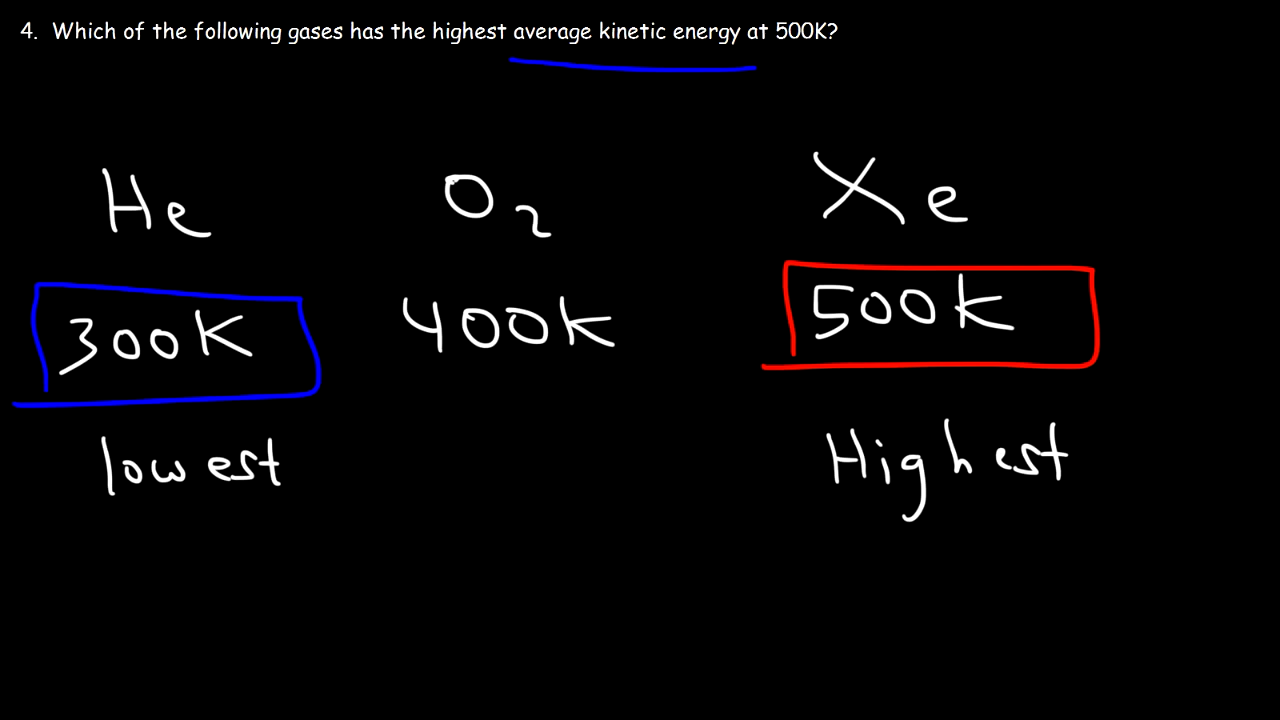 4. Which of the following gases has the highest average kinetic energy at 500K?
He O₂ Xe
300K 400K 500K
lowest Highest